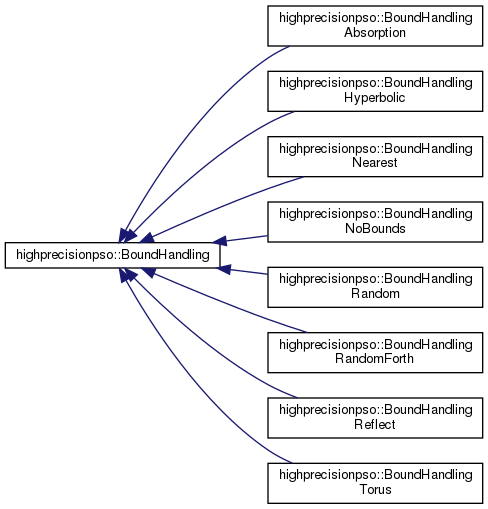 highprecisionpso::BoundHandling
Absorption
highprecisionpso::BoundHandling
Hyperbolic
highprecisionpso::BoundHandling
Nearest
highprecisionpso::BoundHandling
NoBounds
highprecisionpso::BoundHandling
highprecisionpso::BoundHandling
Random
highprecisionpso::BoundHandling
RandomForth
highprecisionpso::BoundHandling
Reflect
highprecisionpso::BoundHandling
Torus